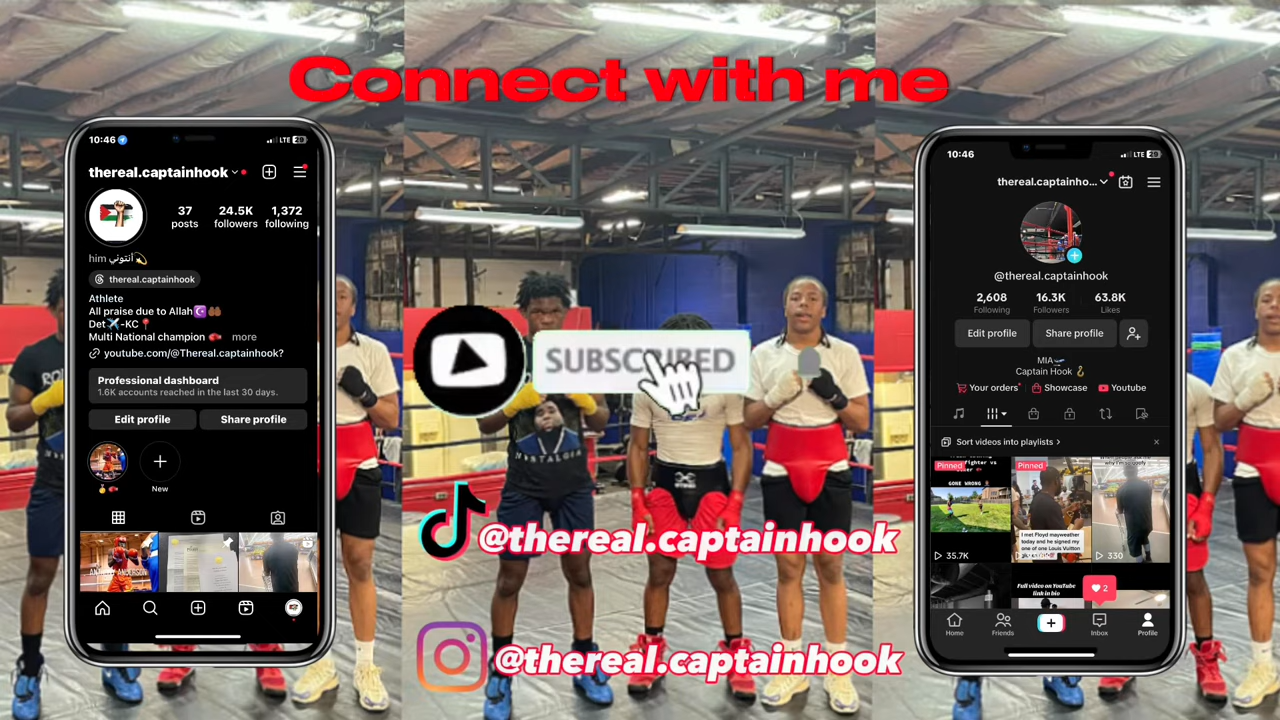 Connect with me
10:46
LTE 29
thereal.captainhook
37
posts
24.5K
followers
1,372
following
him أنتوني
thereal.captainhook
Athlete
All praise due to Allah
Det✈️-KC📍
Multi National champion 🥊 more
youtube.com/@Thereal.captainhook?
Professional dashboard
1.6K accounts reached in the last 30 days.
Edit profile
Share profile
New
SUBSCRIBED
NOSTALGIA
@thereal.captainhook
@thereal.captainhook
10:46
LTE 29
thereal.captainho...
@thereal.captainhook
2,608
Following
16.3K
Followers
63.8K
Likes
Edit profile
Share profile
MIA
Captain Hook
Your orders
Showcase
Youtube
Sort videos into playlists
Pinned
GONE WRONG
35.7K
Pinned
I met Floyd mayweather
today and he signed my
one of one Louis Vuitton
330
Full video on YouTube
link in bio
2
Home
Friends
Inbox
Profile